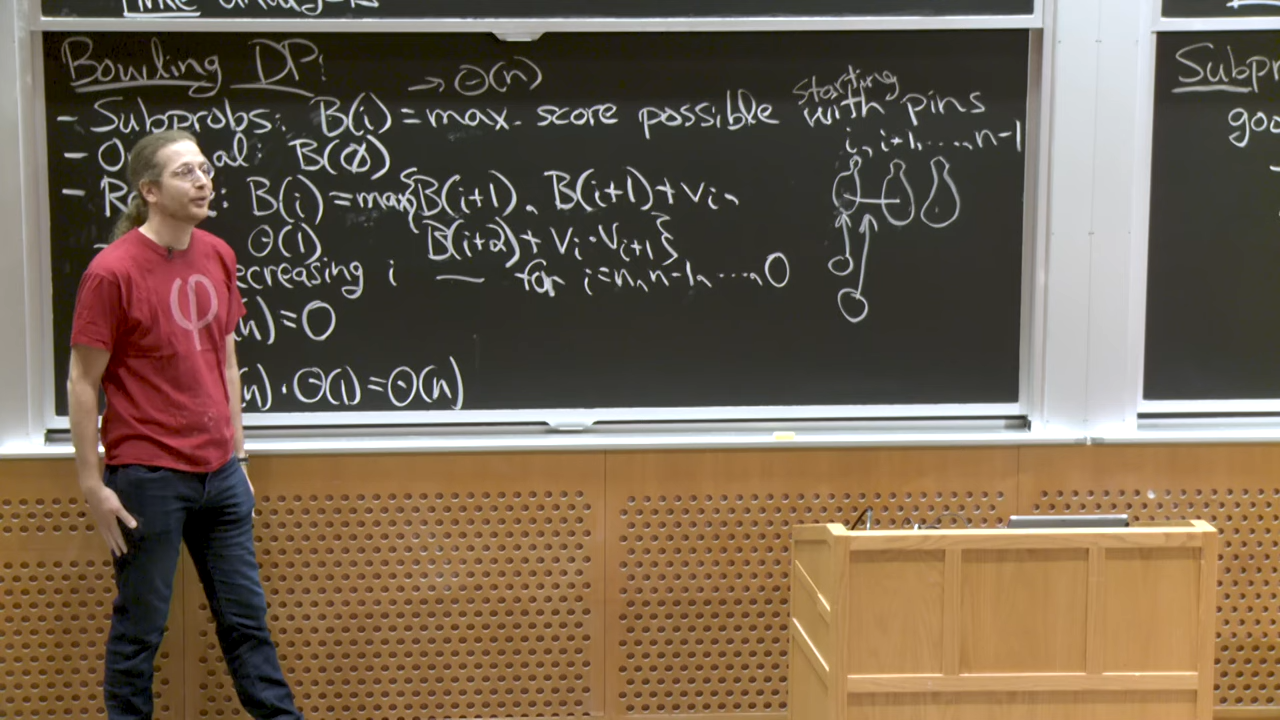 Bowling DP:
→ Θ(n)
- Subprobs: B(i) = max. score possible starting with pins i, i+1, ..., n-1
- al: B(0)
- : B(i) = max{B(i+1), B(i+1) + vi,
B(i+2) + vi · vi+1}
Θ(1)
ecreasing i — for i=n, n-1, ..., 0
n) = 0
n) · Θ(1) = Θ(n)
φ
Subpr
goo